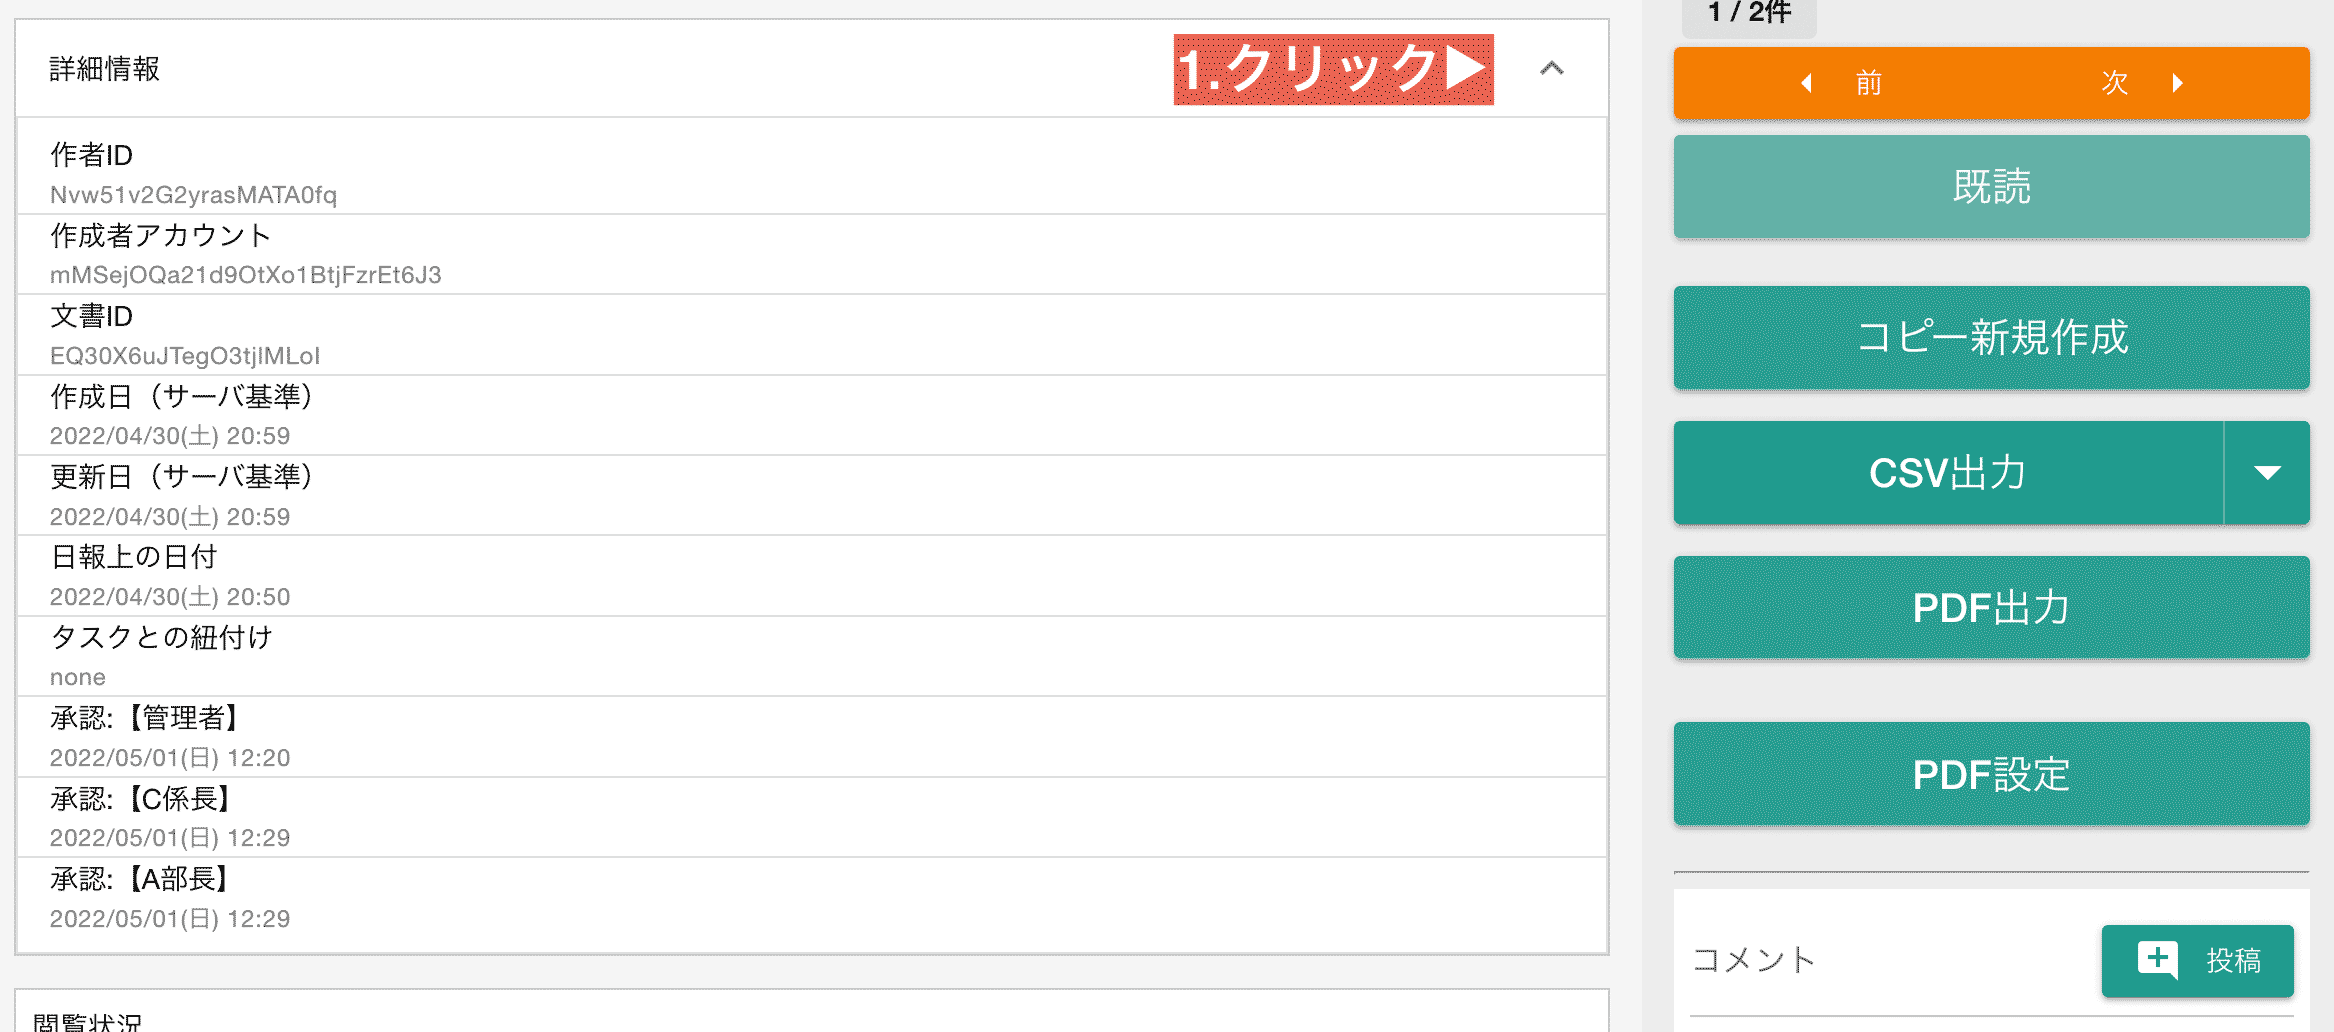 詳細情報
1.クリック▶
作者ID
Nvw51v2G2yrasMATA0fq
作成者アカウント
mMSejOQa21d9OtXo1BtjFzrEt6J3
文書ID
EQ30X6uJTegO3tjlMLoI
作成日（サーバ基準）
2022/04/30(土) 20:59
更新日（サーバ基準）
2022/04/30(土) 20:59
日報上の日付
2022/04/30(土) 20:50
タスクとの紐付け
none
承認:【管理者】
2022/05/01(日) 12:20
承認:【C係長】
2022/05/01(日) 12:29
承認:【A部長】
2022/05/01(日) 12:29
閲覧状況
1 / 2件
前 次
既読
コピー新規作成
CSV出力
PDF出力
PDF設定
コメント
投稿